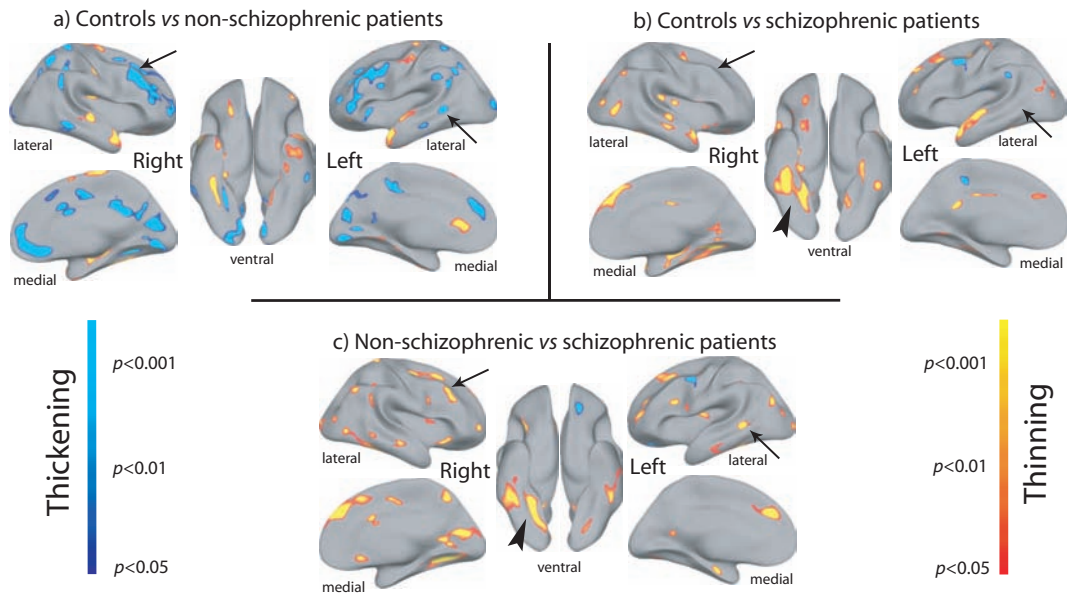 a) Controls vs non-schizophrenic patients
lateral
Right
medial
ventral
Left
lateral
medial
b) Controls vs schizophrenic patients
lateral
Right
medial
ventral
Left
lateral
medial
c) Non-schizophrenic vs schizophrenic patients
lateral
Right
medial
ventral
Left
lateral
medial
Thickening
p<0.001
p<0.01
p<0.05
p<0.001
p<0.01
p<0.05
Thinning